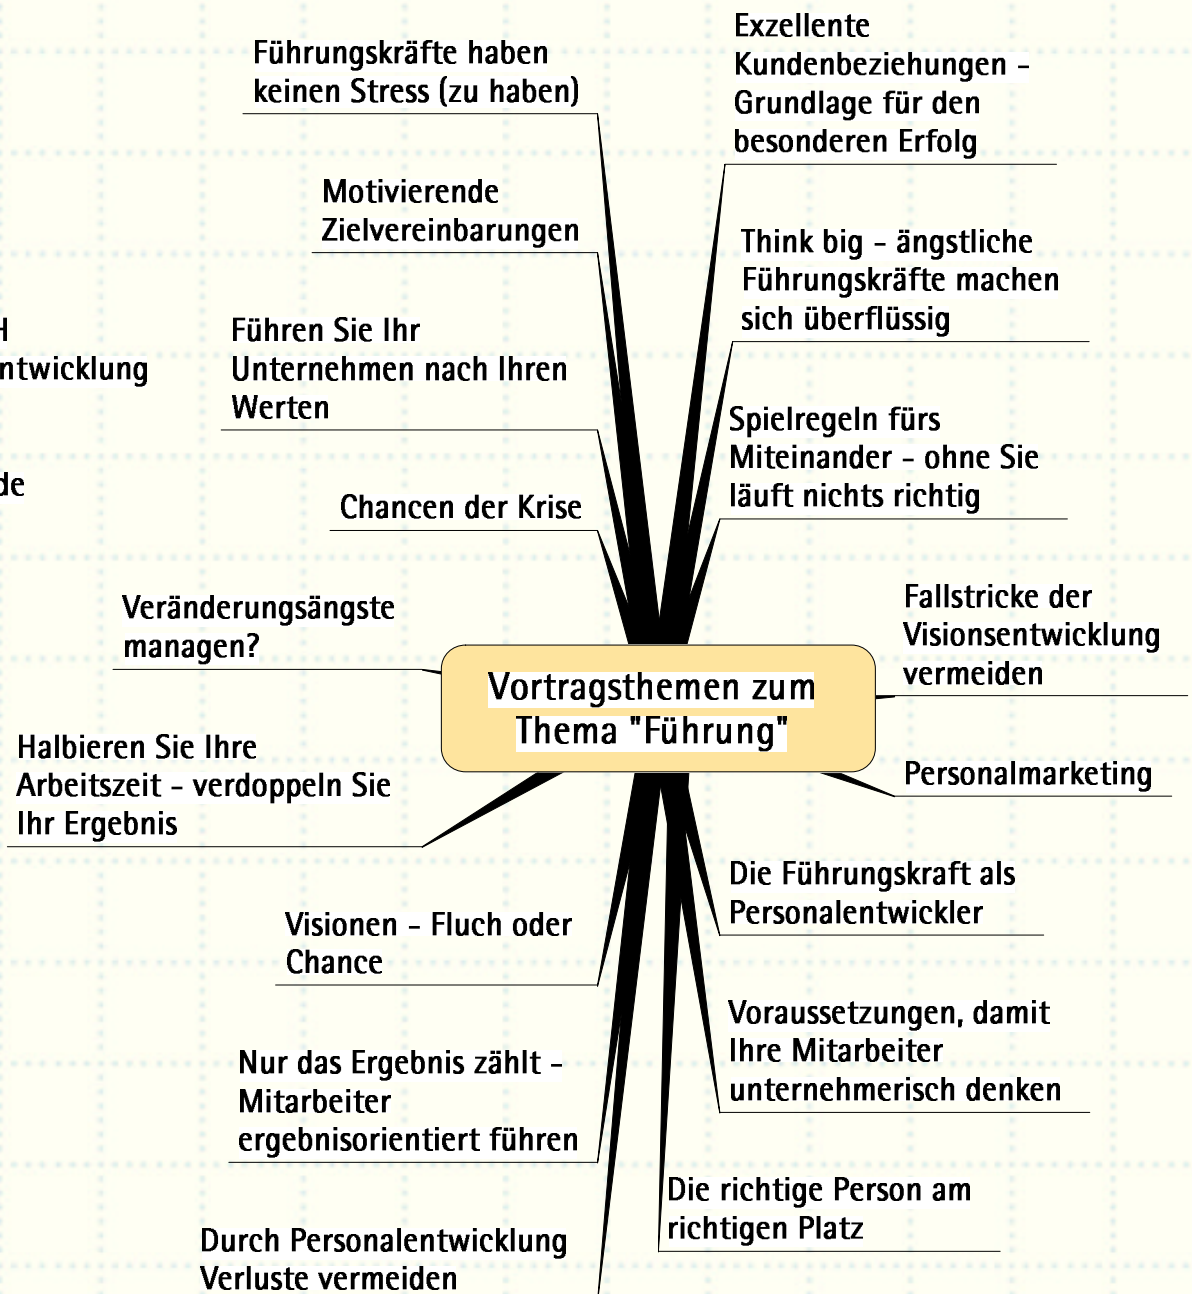 Führungskräfte haben
keinen Stress (zu haben)
Motivierende
Zielvereinbarungen
Führen Sie Ihr
Unternehmen nach Ihren
Werten
Chancen der Krise
Veränderungsängste
managen?
Halbieren Sie Ihre
Arbeitszeit - verdoppeln Sie
Ihr Ergebnis
Visionen - Fluch oder
Chance
Nur das Ergebnis zählt -
Mitarbeiter
ergebnisorientiert führen
Durch Personalentwicklung
Verluste vermeiden
Vortragsthemen zum
Thema "Führung"
Exzellente
Kundenbeziehungen -
Grundlage für den
besonderen Erfolg
Think big - ängstliche
Führungskräfte machen
sich überflüssig
Spielregeln fürs
Miteinander - ohne Sie
läuft nichts richtig
Fallstricke der
Visionsentwicklung
vermeiden
Personalmarketing
Die Führungskraft als
Personalentwickler
Voraussetzungen, damit
Ihre Mitarbeiter
unternehmerisch denken
Die richtige Person am
richtigen Platz